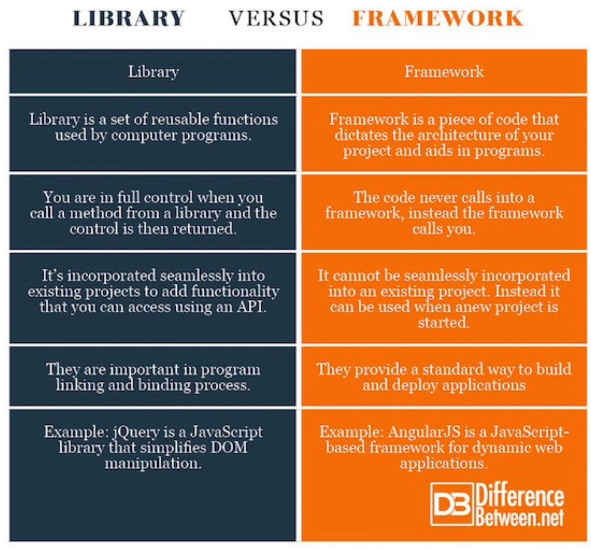 LIBRARY VERSUS FRAMEWORK
Library
Framework
Library is a set of reusable functions
used by computer programs.
Framework is a piece of code that
dictates the architecture of your
project and aids in programs.
You are in full control when you
call a method from a library and the
control is then returned.
The code never calls into a
framework, instead the framework
calls you.
It's incorporated seamlessly into
existing projects to add functionality
that you can access using an API.
It cannot be seamlessly incorporated
into an existing project. Instead it
can be used when anew project is
started.
They are important in program
linking and binding process.
They provide a standard way to build
and deploy applications
Example: jQuery is a JavaScript
library that simplifies DOM
manipulation.
Example: AngularJS is a JavaScript-
based framework for dynamic web
applications.
DB Difference
Between.net